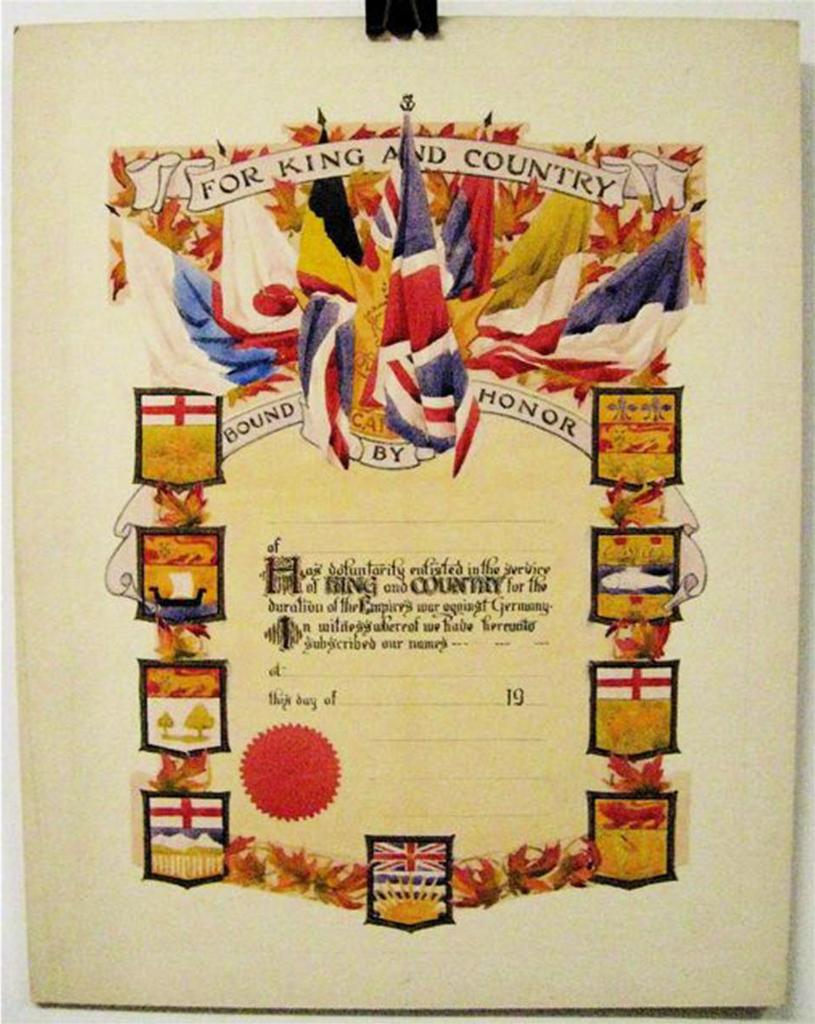 FOR KING AND COUNTRY
BOUND BY HONOR
of
Has voluntarily enlisted in the service
of KING and COUNTRY for the
duration of the Empires war against Germany.
In witness whereof we have hereunto
subscribed our names
at
this day of 19